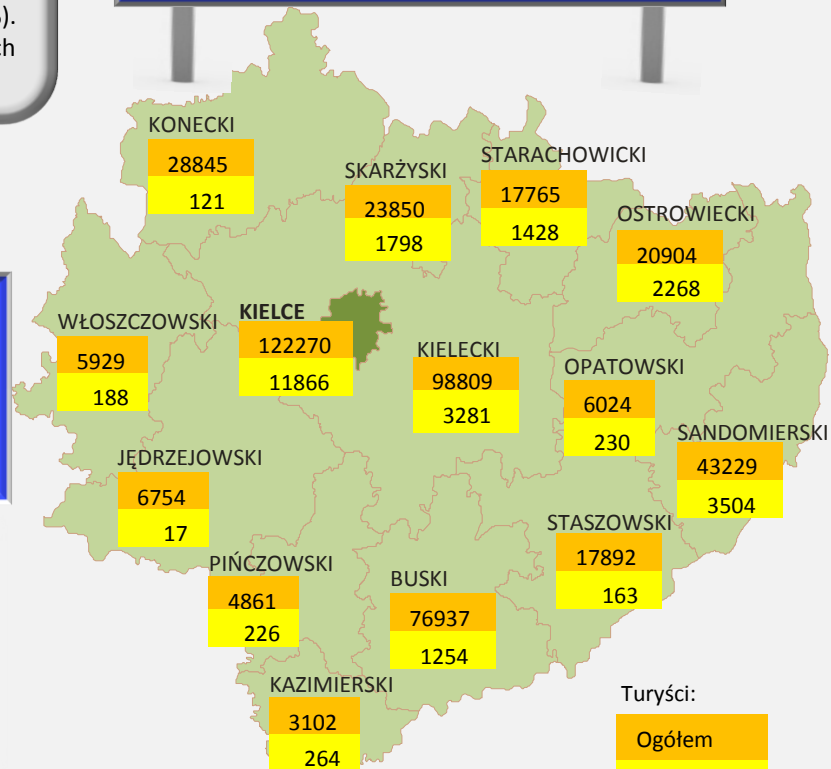 ).
ch
KONECKI
28845
121
SKARŻYSKI
23850
1798
STARACHOWICKI
17765
1428
OSTROWIECKI
20904
2268
WŁOSZCZOWSKI
5929
188
KIELCE
122270
11866
KIELECKI
98809
3281
OPATOWSKI
6024
230
SANDOMIERSKI
43229
3504
JĘDRZEJOWSKI
6754
17
STASZOWSKI
17892
163
PIŃCZOWSKI
4861
226
BUSKI
76937
1254
KAZIMIERSKI
3102
264
Turyści:
Ogółem